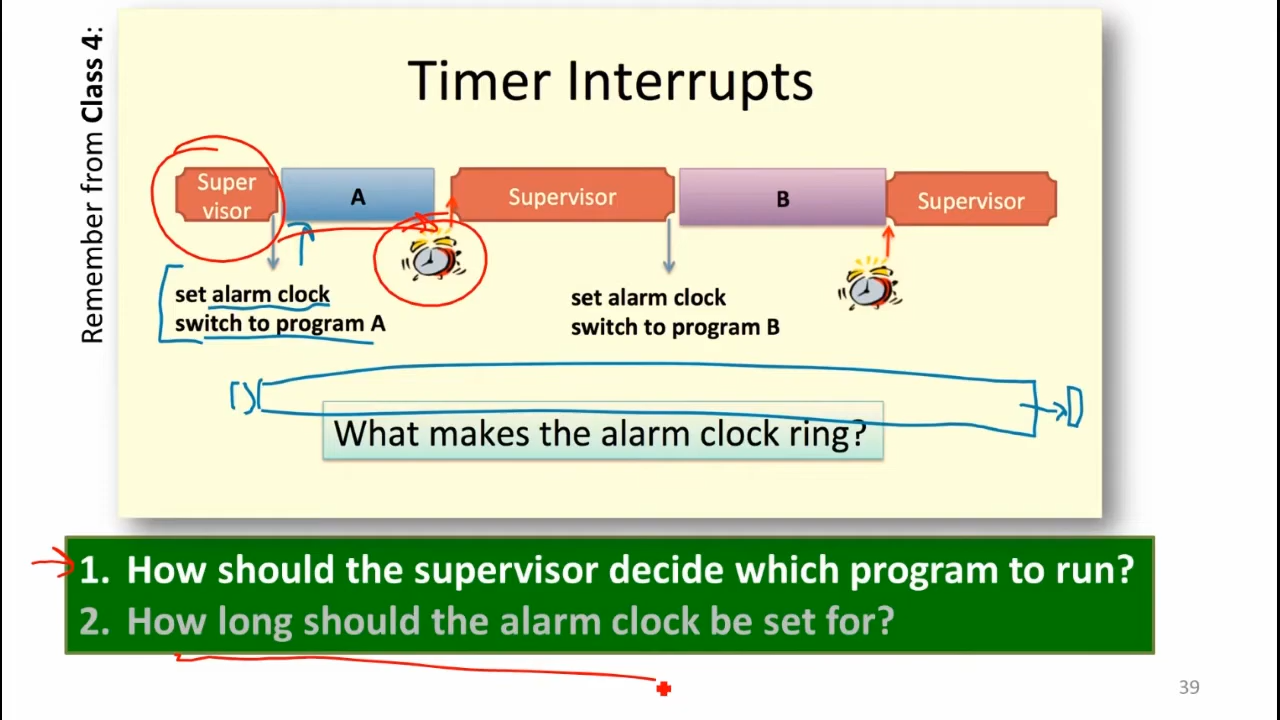 Remember from Class 4:
Timer Interrupts
Super
visor
A
Supervisor
B
Supervisor
set alarm clock
switch to program A
set alarm clock
switch to program B
What makes the alarm clock ring?
1. How should the supervisor decide which program to run?
2. How long should the alarm clock be set for?
39